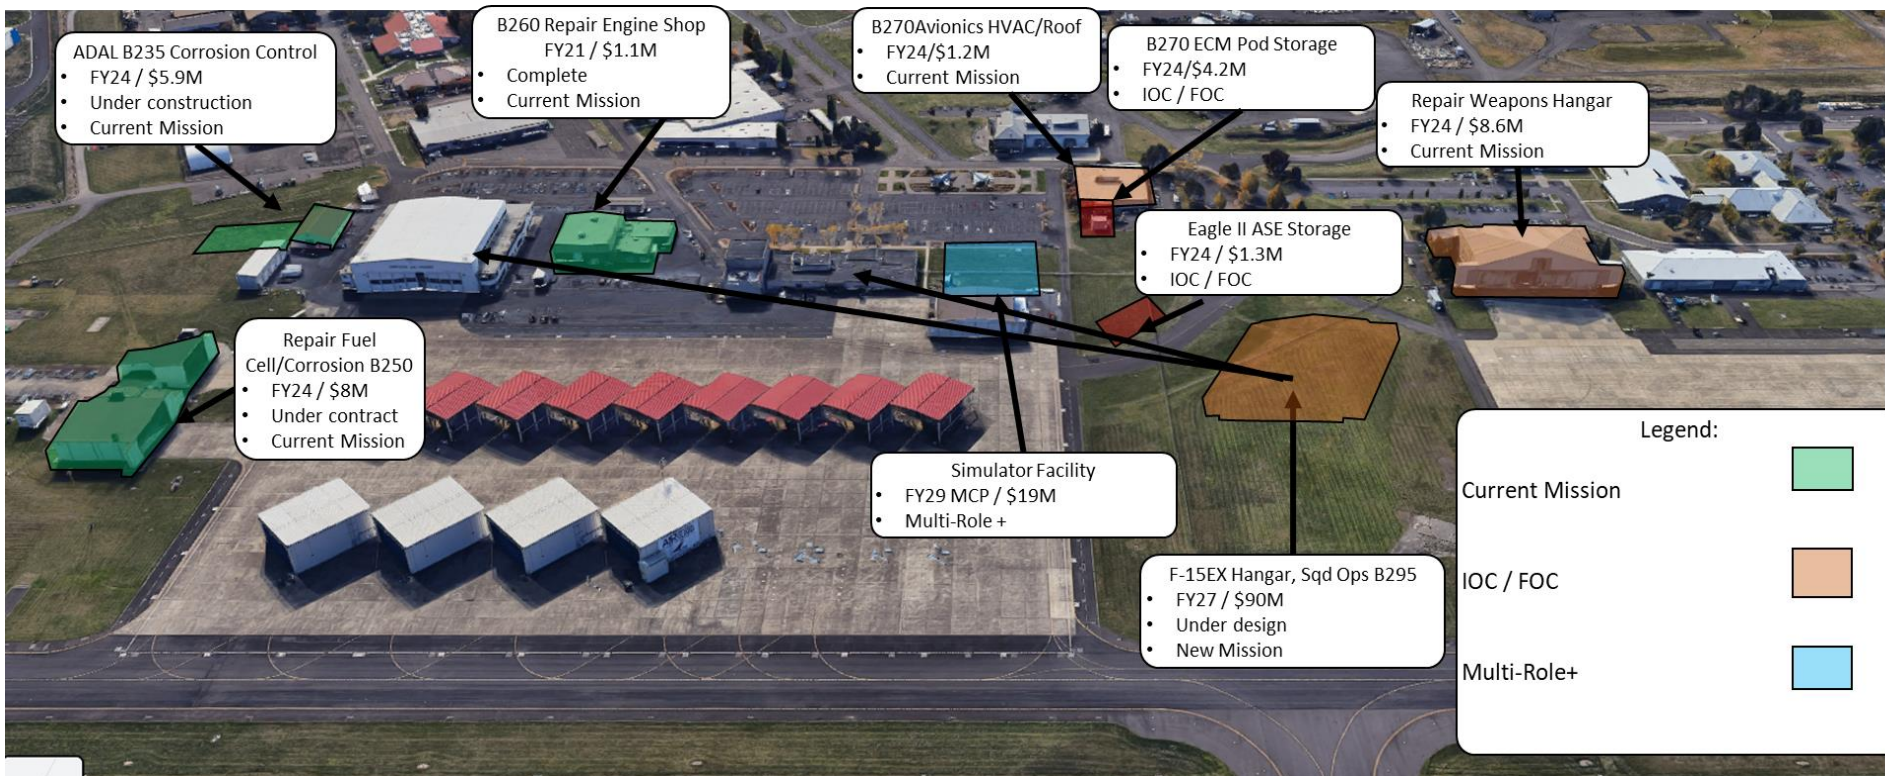 ADAL B235 Corrosion Control
• FY24 / $5.9M
• Under construction
• Current Mission
B260 Repair Engine Shop
FY21 / $1.1M
• Complete
• Current Mission
B270Avionics HVAC/Roof
• FY24/$1.2M
• Current Mission
B270 ECM Pod Storage
• FY24/$4.2M
• IOC / FOC
Repair Weapons Hangar
• FY24 / $8.6M
• Current Mission
Eagle II ASE Storage
• FY24 / $1.3M
• IOC / FOC
Repair Fuel
Cell/Corrosion B250
• FY24 / $8M
• Under contract
• Current Mission
Simulator Facility
• FY29 MCP / $19M
• Multi-Role +
F-15EX Hangar, Sqd Ops B295
• FY27 / $90M
• Under design
• New Mission
Legend:
Current Mission
IOC / FOC
Multi-Role+